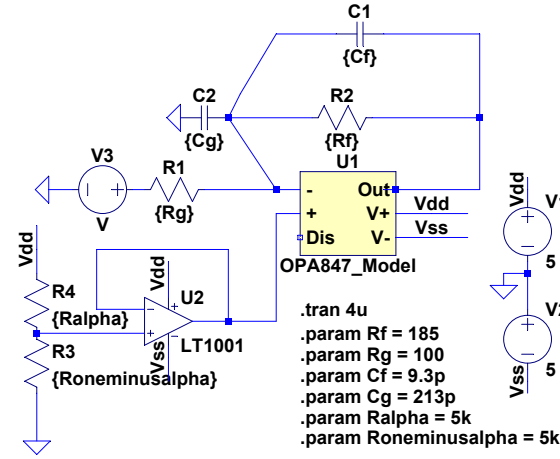 C1
{Cf}
C2
{Cg}
R2
{Rf}
U1
V3
V
R1
{Rg}
-
+
Dis
Out
V+
V-
Vdd
Vss
OPA847_Model
Vdd
R4
{Ralpha}
R3
{Roneminusalpha}
Vdd
U2
LT1001
Vss
Vdd
5
Vss
5
.tran 4u
.param Rf = 185
.param Rg = 100
.param Cf = 9.3p
.param Cg = 213p
.param Ralpha = 5k
.param Roneminusalpha = 5k